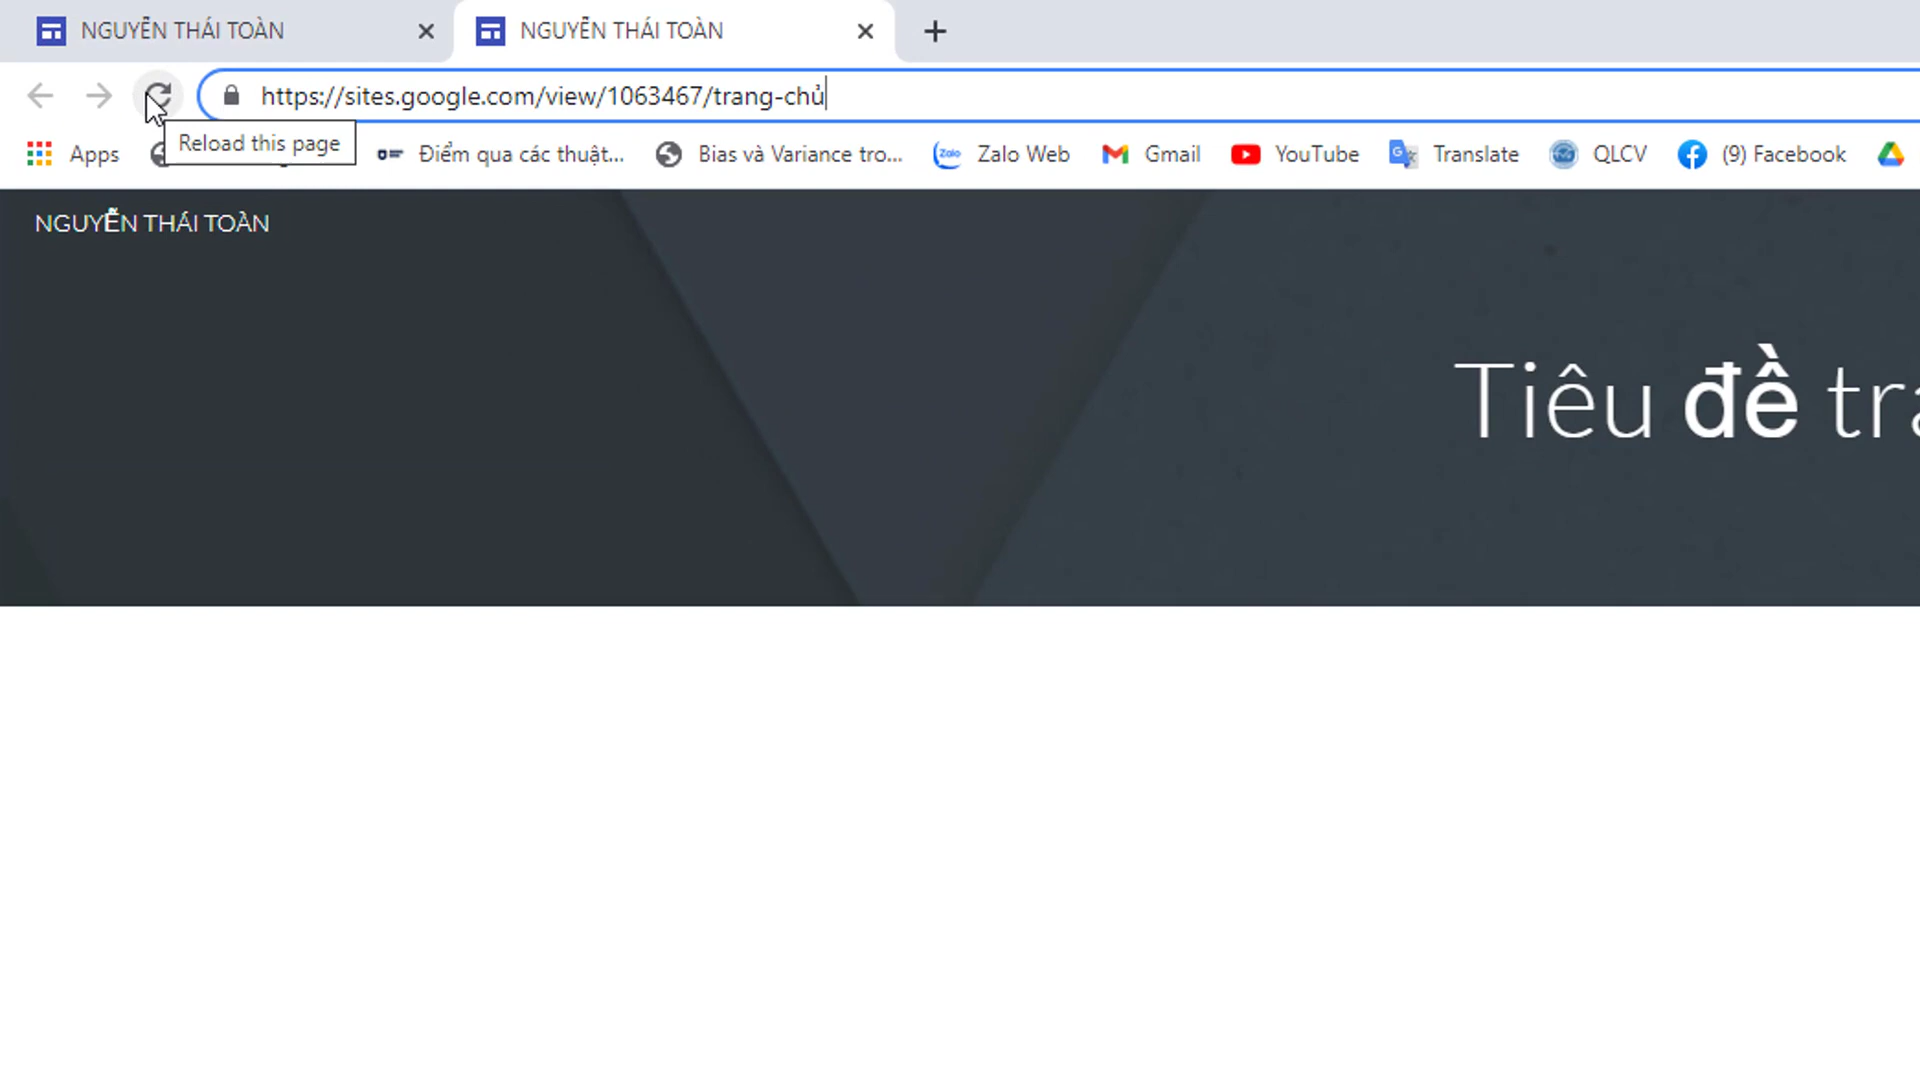 NGUYỄN THÁI TOÀN
NGUYỄN THÁI TOÀN
https://sites.google.com/view/1063467/trang-chủ
Reload this page
Apps
Điểm qua các thuật...
Bias và Variance tro...
Zalo
Zalo Web
Gmail
YouTube
Translate
QLCV
(9) Facebook
NGUYỄN THÁI TOÀN
Tiêu đề tra